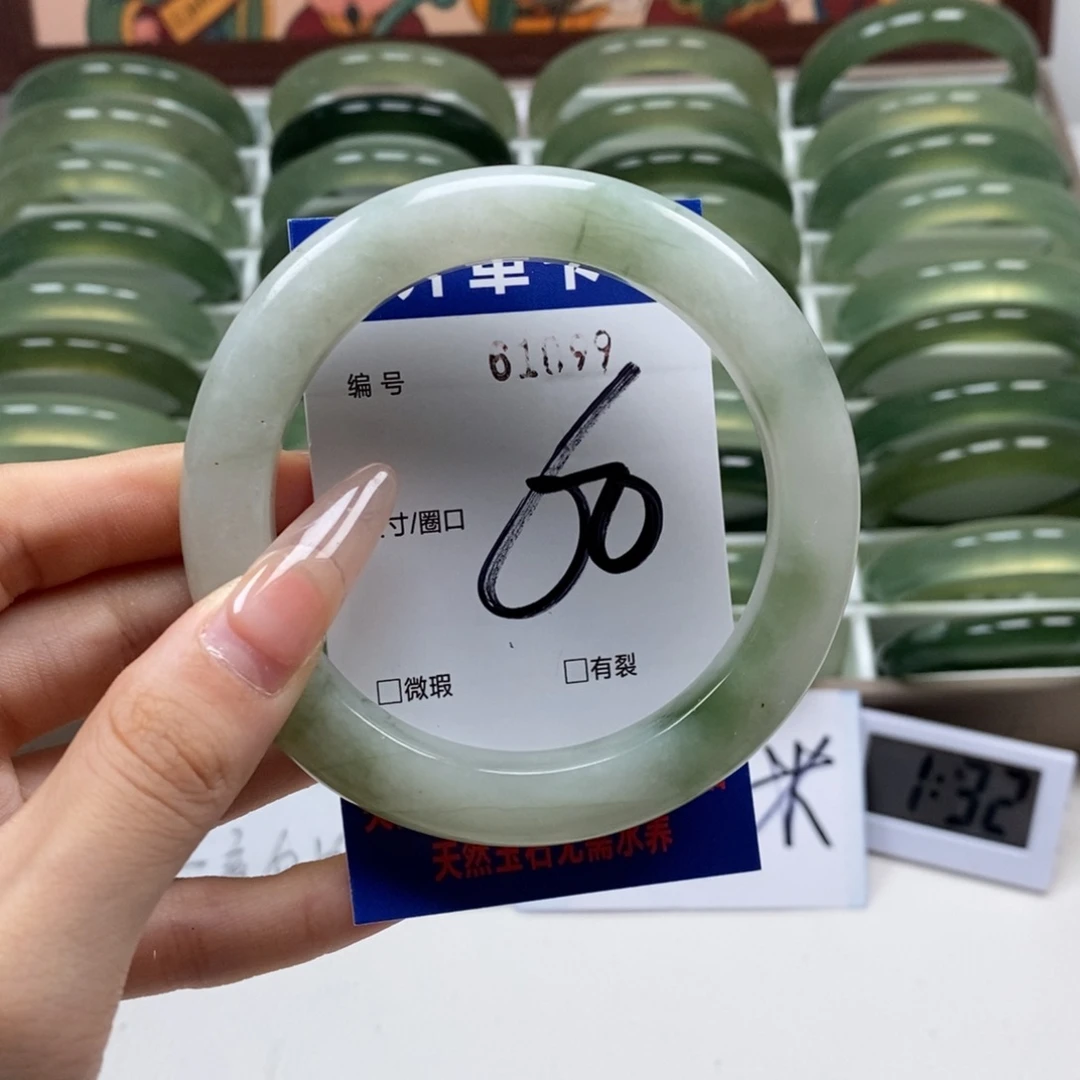 编号 61099
寸/圈口 60
□微瑕 □有裂
天然玉石无需水养
米
1:32